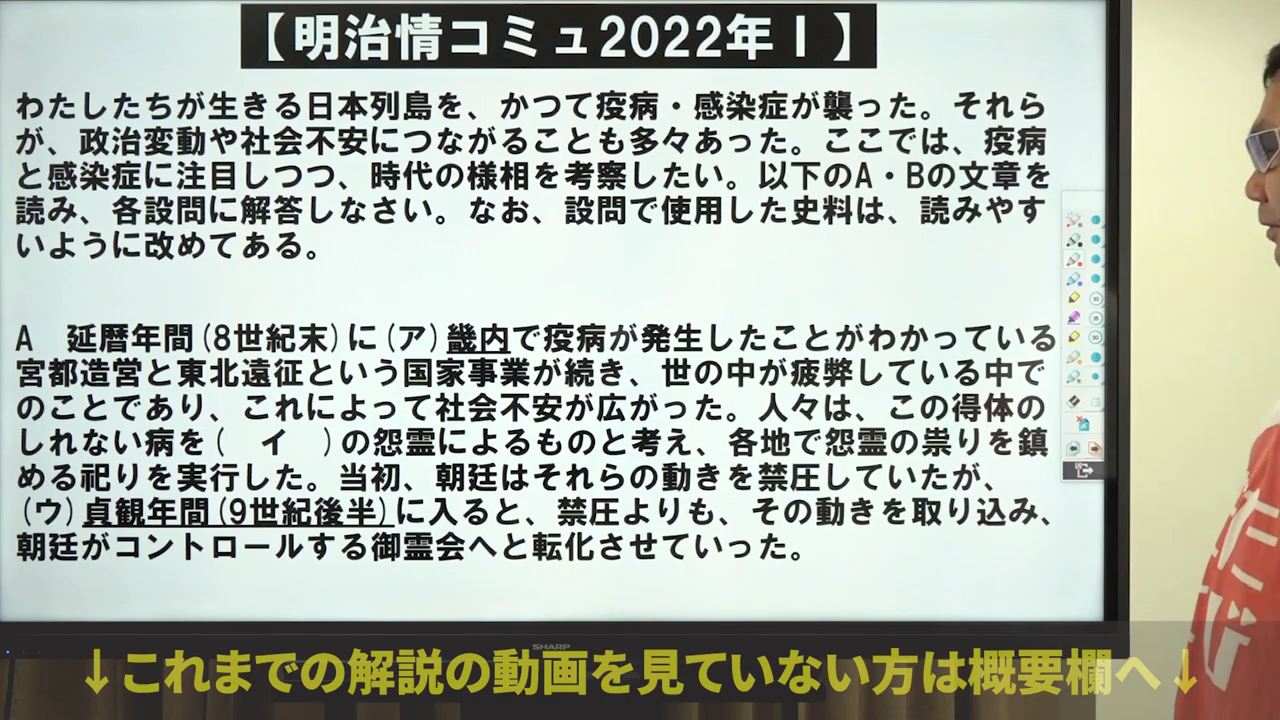 【明治情コミュ2022年Ⅰ】
わたしたちが生きる日本列島を、かつて疫病・感染症が襲った。それら
が、政治変動や社会不安につながることも多々あった。ここでは、疫病
と感染症に注目しつつ、時代の様相を考察したい。以下のA・Bの文章を
読み、各設問に解答しなさい。なお、設問で使用した史料は、読みやす
いように改めてある。
A 延暦年間(8世紀末)に(ア)畿内で疫病が発生したことがわかっている
宮都造営と東北遠征という国家事業が続き、世の中が疲弊している中で
のことであり、これによって社会不安が広がった。人々は、この得体の
しれない病を( イ )の怨霊によるものと考え、各地で怨霊の祟りを鎮
める祀りを実行した。当初、朝廷はそれらの動きを禁圧していたが、
(ウ)貞観年間(9世紀後半)に入ると、禁圧よりも、その動きを取り込み、
朝廷がコントロールする御霊会へと転化させていった。
SHARP
↓これまでの解説の動画を見ていない方は概要欄へ↓